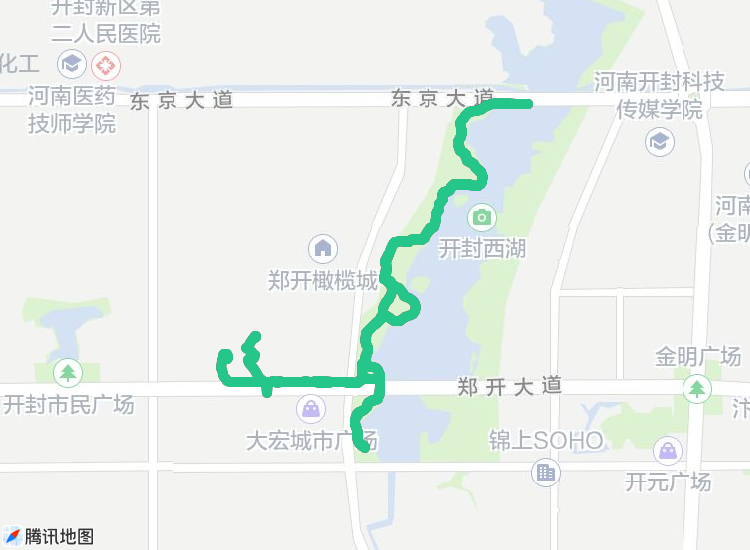 开封新区第
二人民医院
化工
河南医药
技师学院
东京大道
东京大道
河南开封科技
传媒学院
河南
(金明
开封西湖
郑开橄榄城
金明广场
郑开大道
开封市民广场
大宏城市广场
锦上SOHO
开元广场
腾讯地图